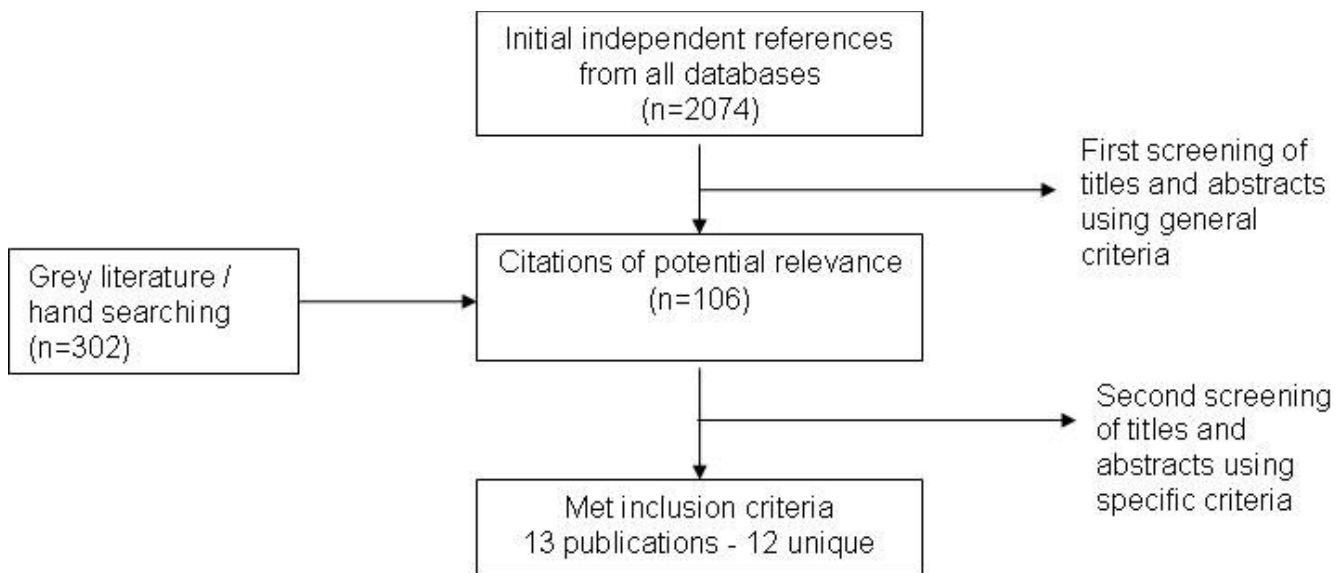 Initial independent references
from all databases
(n=2074)
First screening of
titles and abstracts
using general
criteria
Grey literature /
hand searching
(n=302)
Citations of potential relevance
(n=106)
Second screening
of titles and
abstracts using
specific criteria
Met inclusion criteria
13 publications - 12 unique